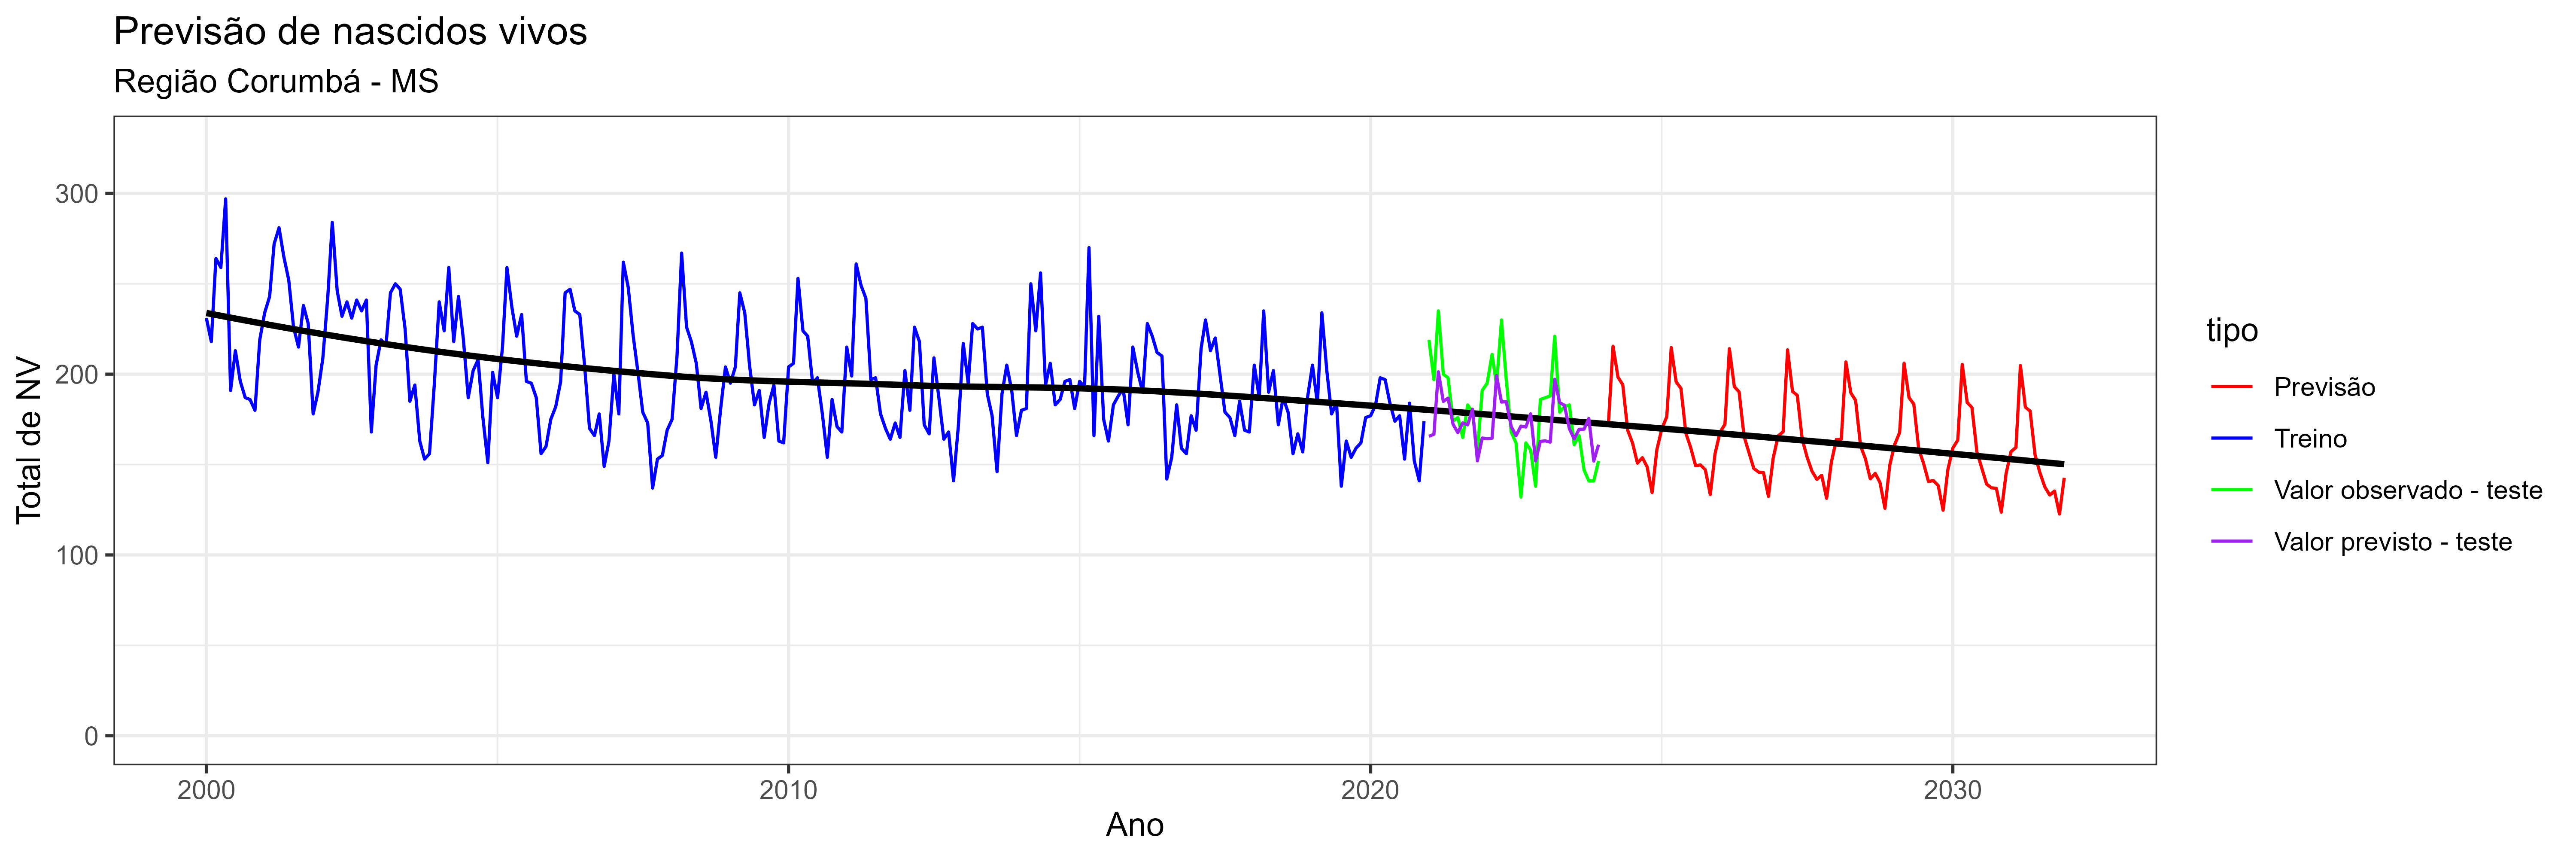 Previsão de nascidos vivos
Região Corumbá - MS
Total de NV
300
200
100
0
2000
2010
2020
2030
Ano
tipo
Previsão
Treino
Valor observado - teste
Valor previsto - teste